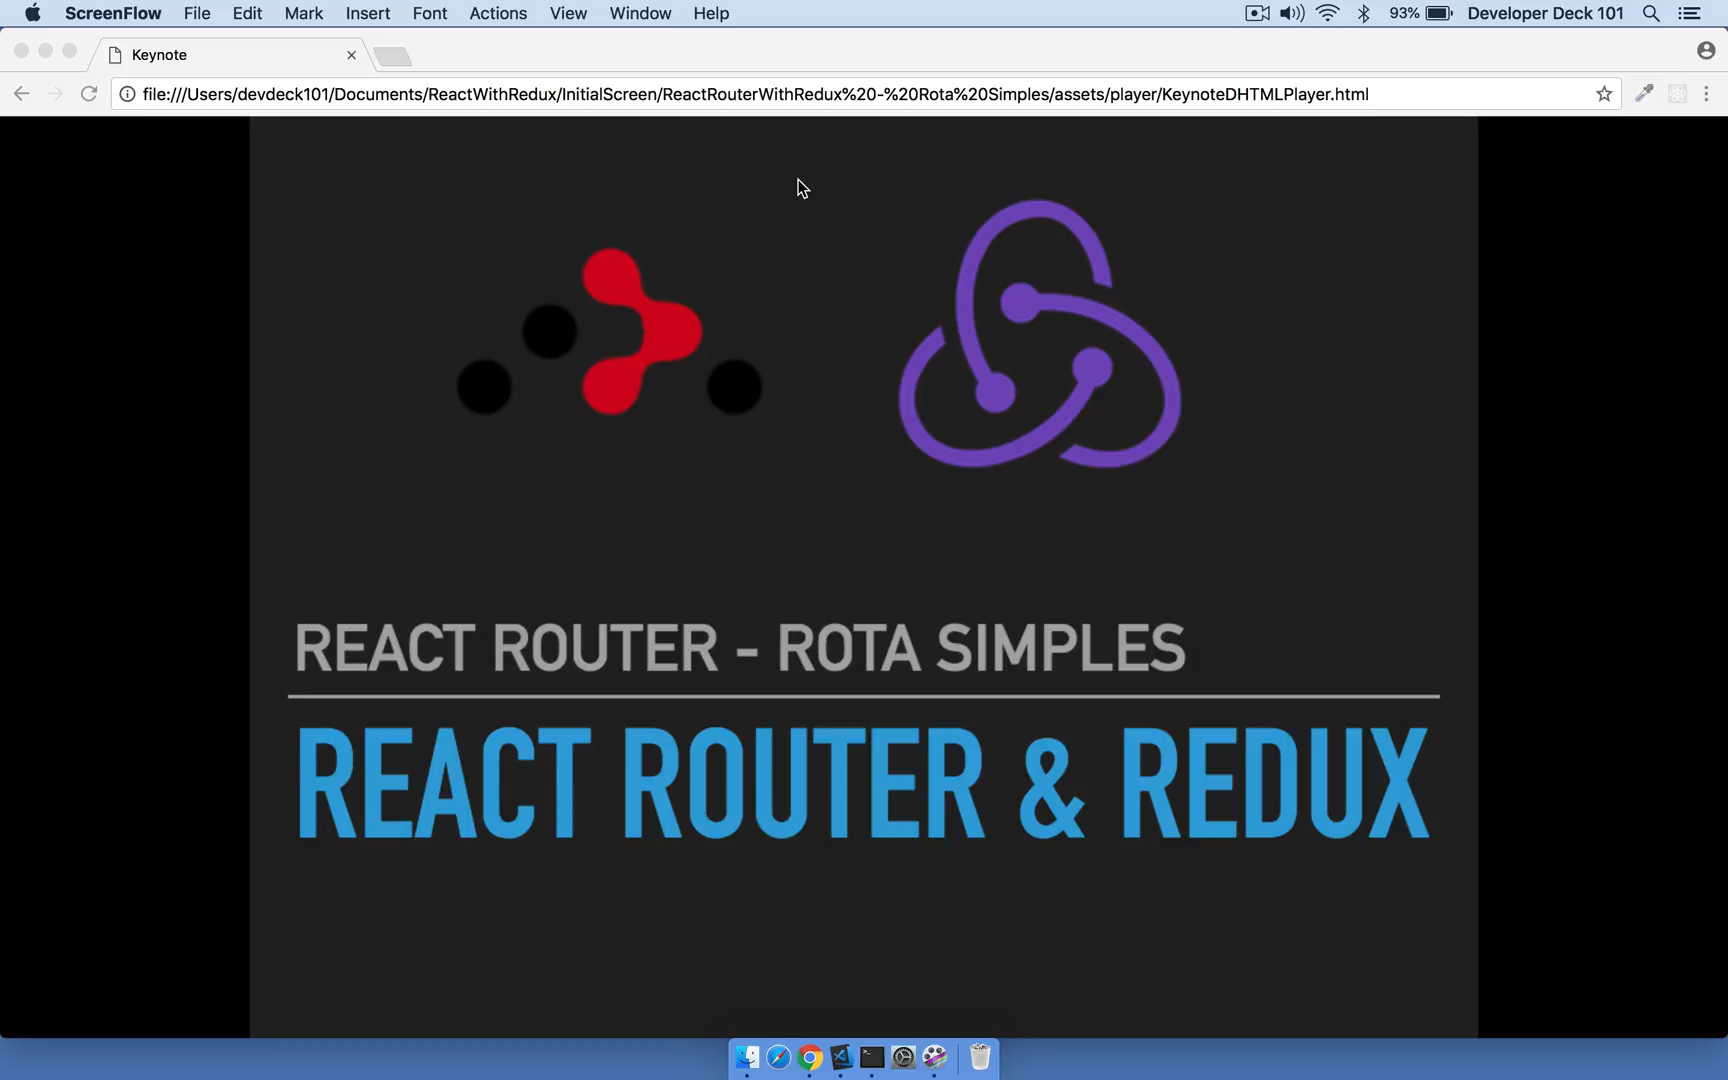 ScreenFlow File Edit Mark Insert Font Actions View Window Help 93% Developer Deck 101
Keynote
file:///Users/devdeck101/Documents/ReactWithRedux/InitialScreen/ReactRouterWithRedux%20-%20Rota%20Simples/assets/player/KeynoteDHTMLPlayer.html
REACT ROUTER - ROTA SIMPLES
REACT ROUTER & REDUX